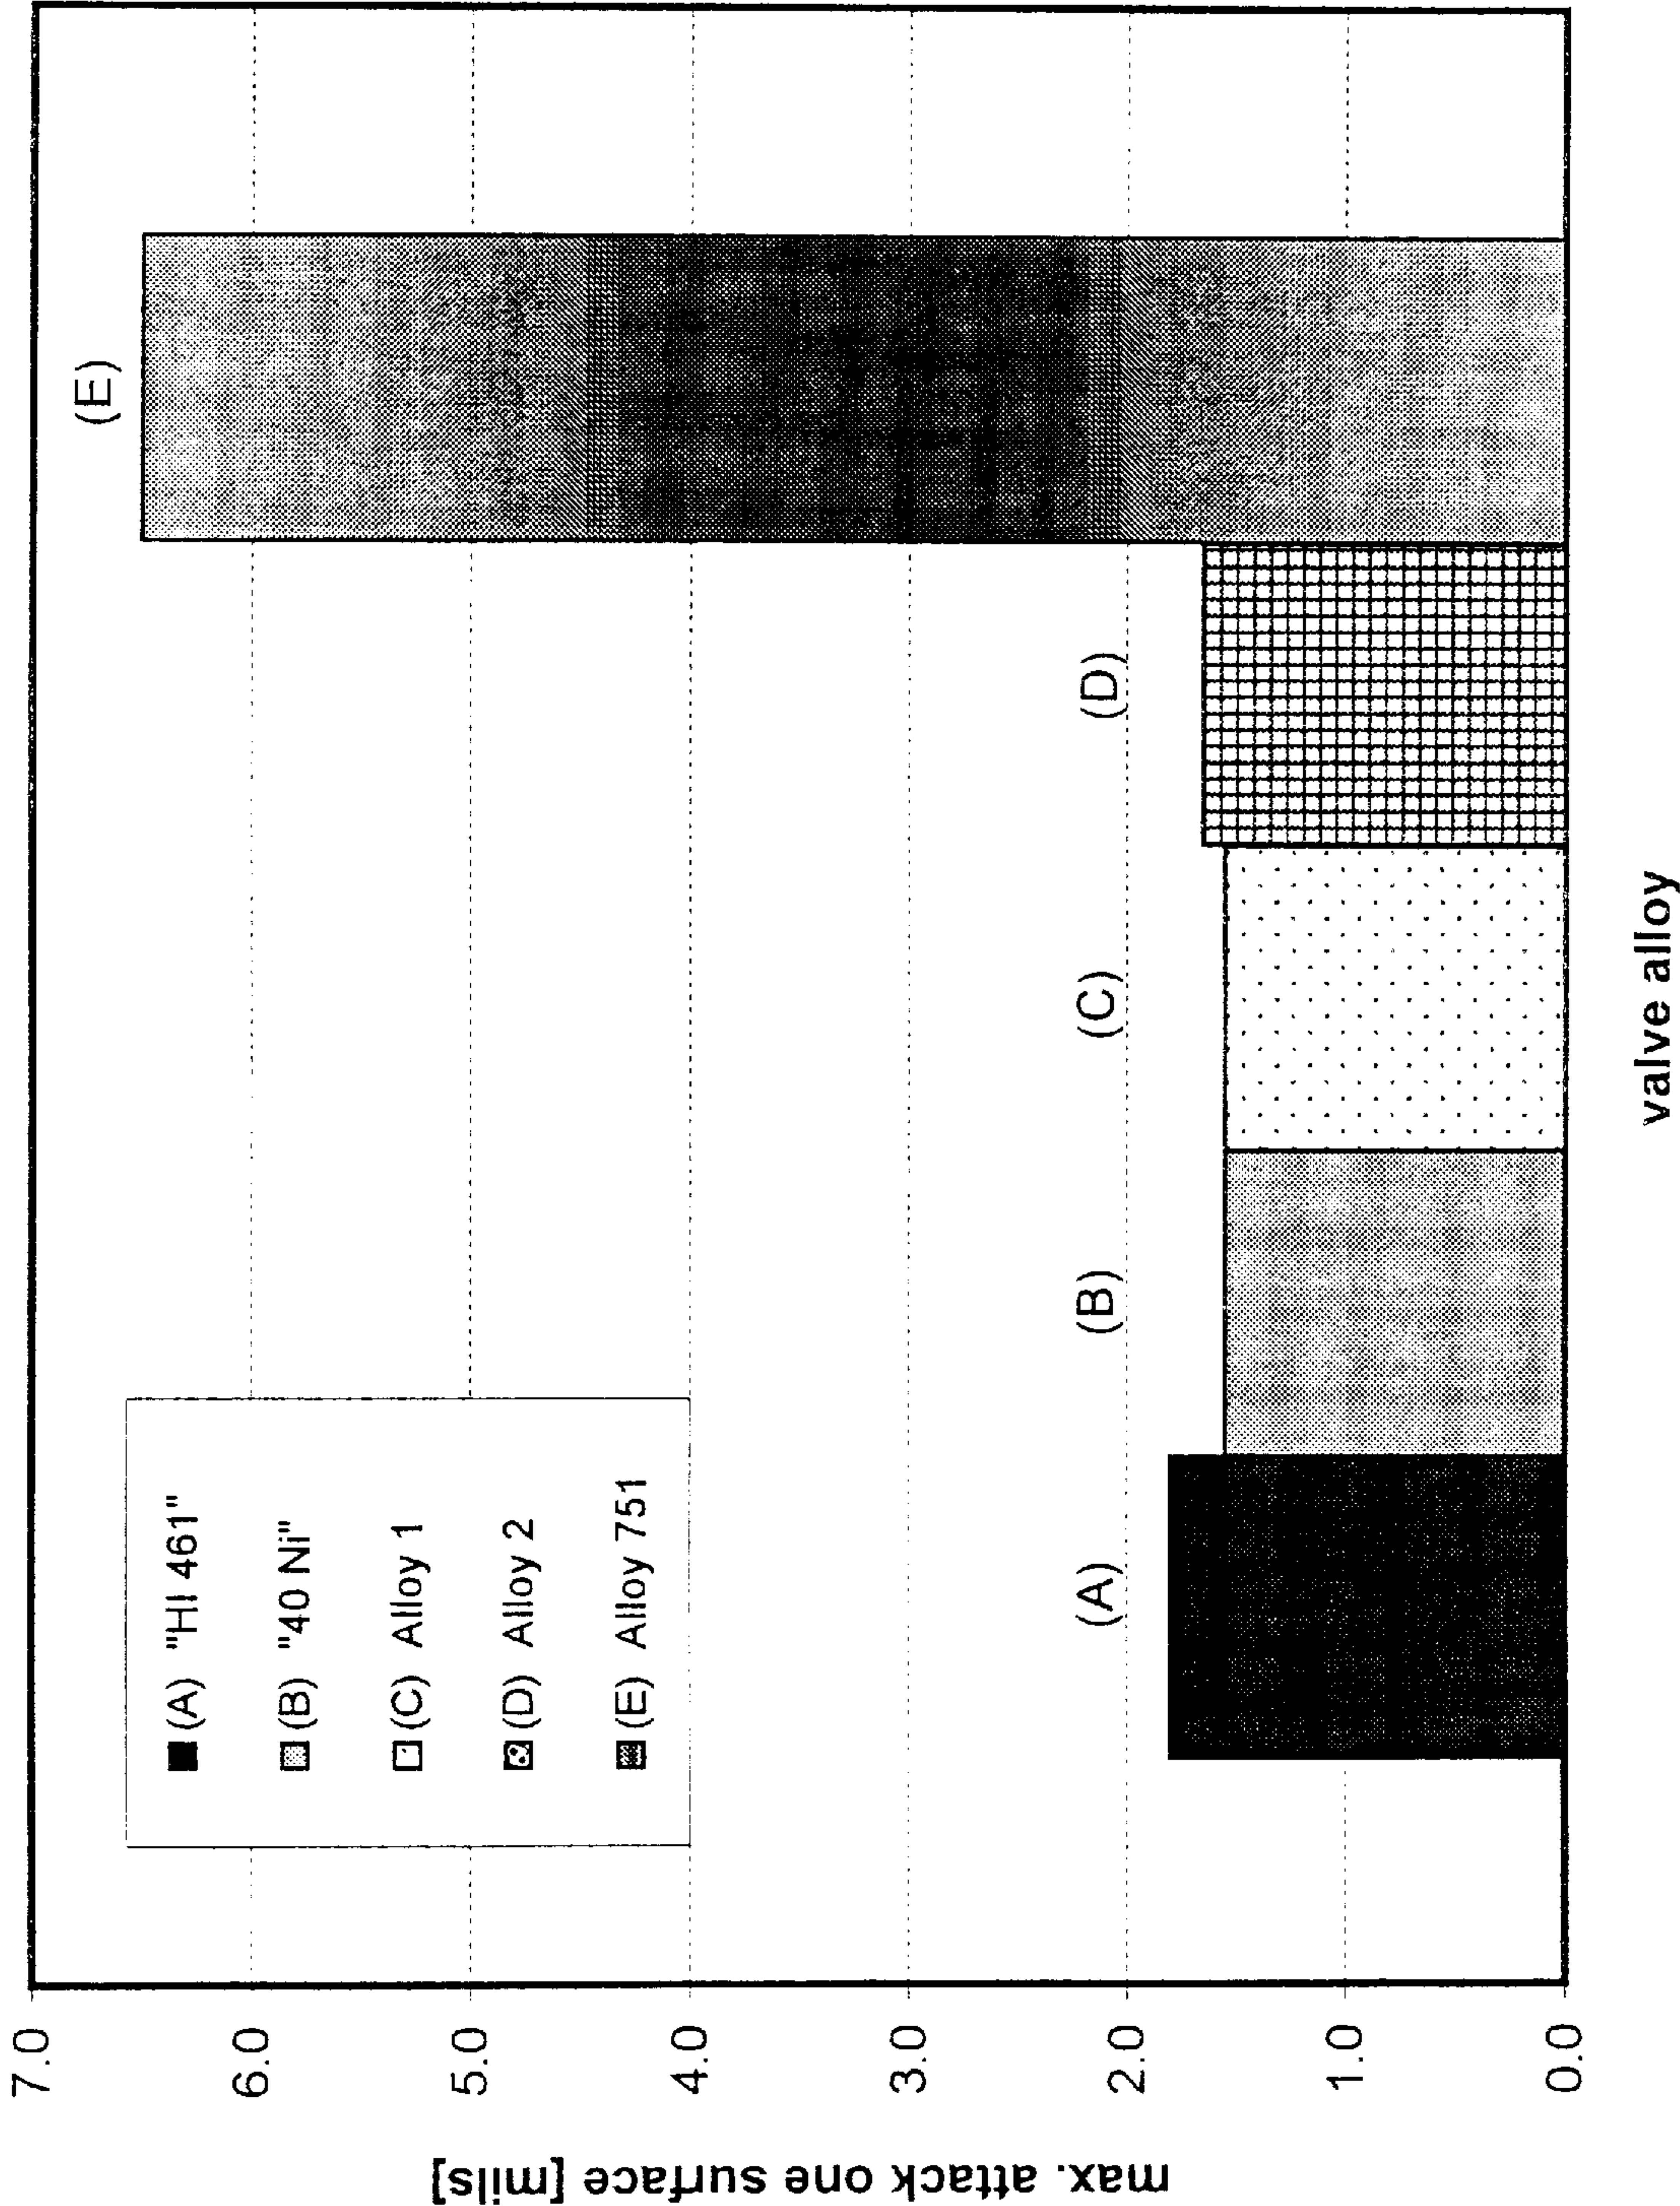 max. attack one surface [mils]
7.0
6.0
5.0
4.0
3.0
2.0
1.0
0.0
(A) "HI 461"
(B) "40 Ni"
(C) Alloy 1
(D) Alloy 2
(E) Alloy 751
(A)
(B)
(C)
(D)
(E)
valve alloy